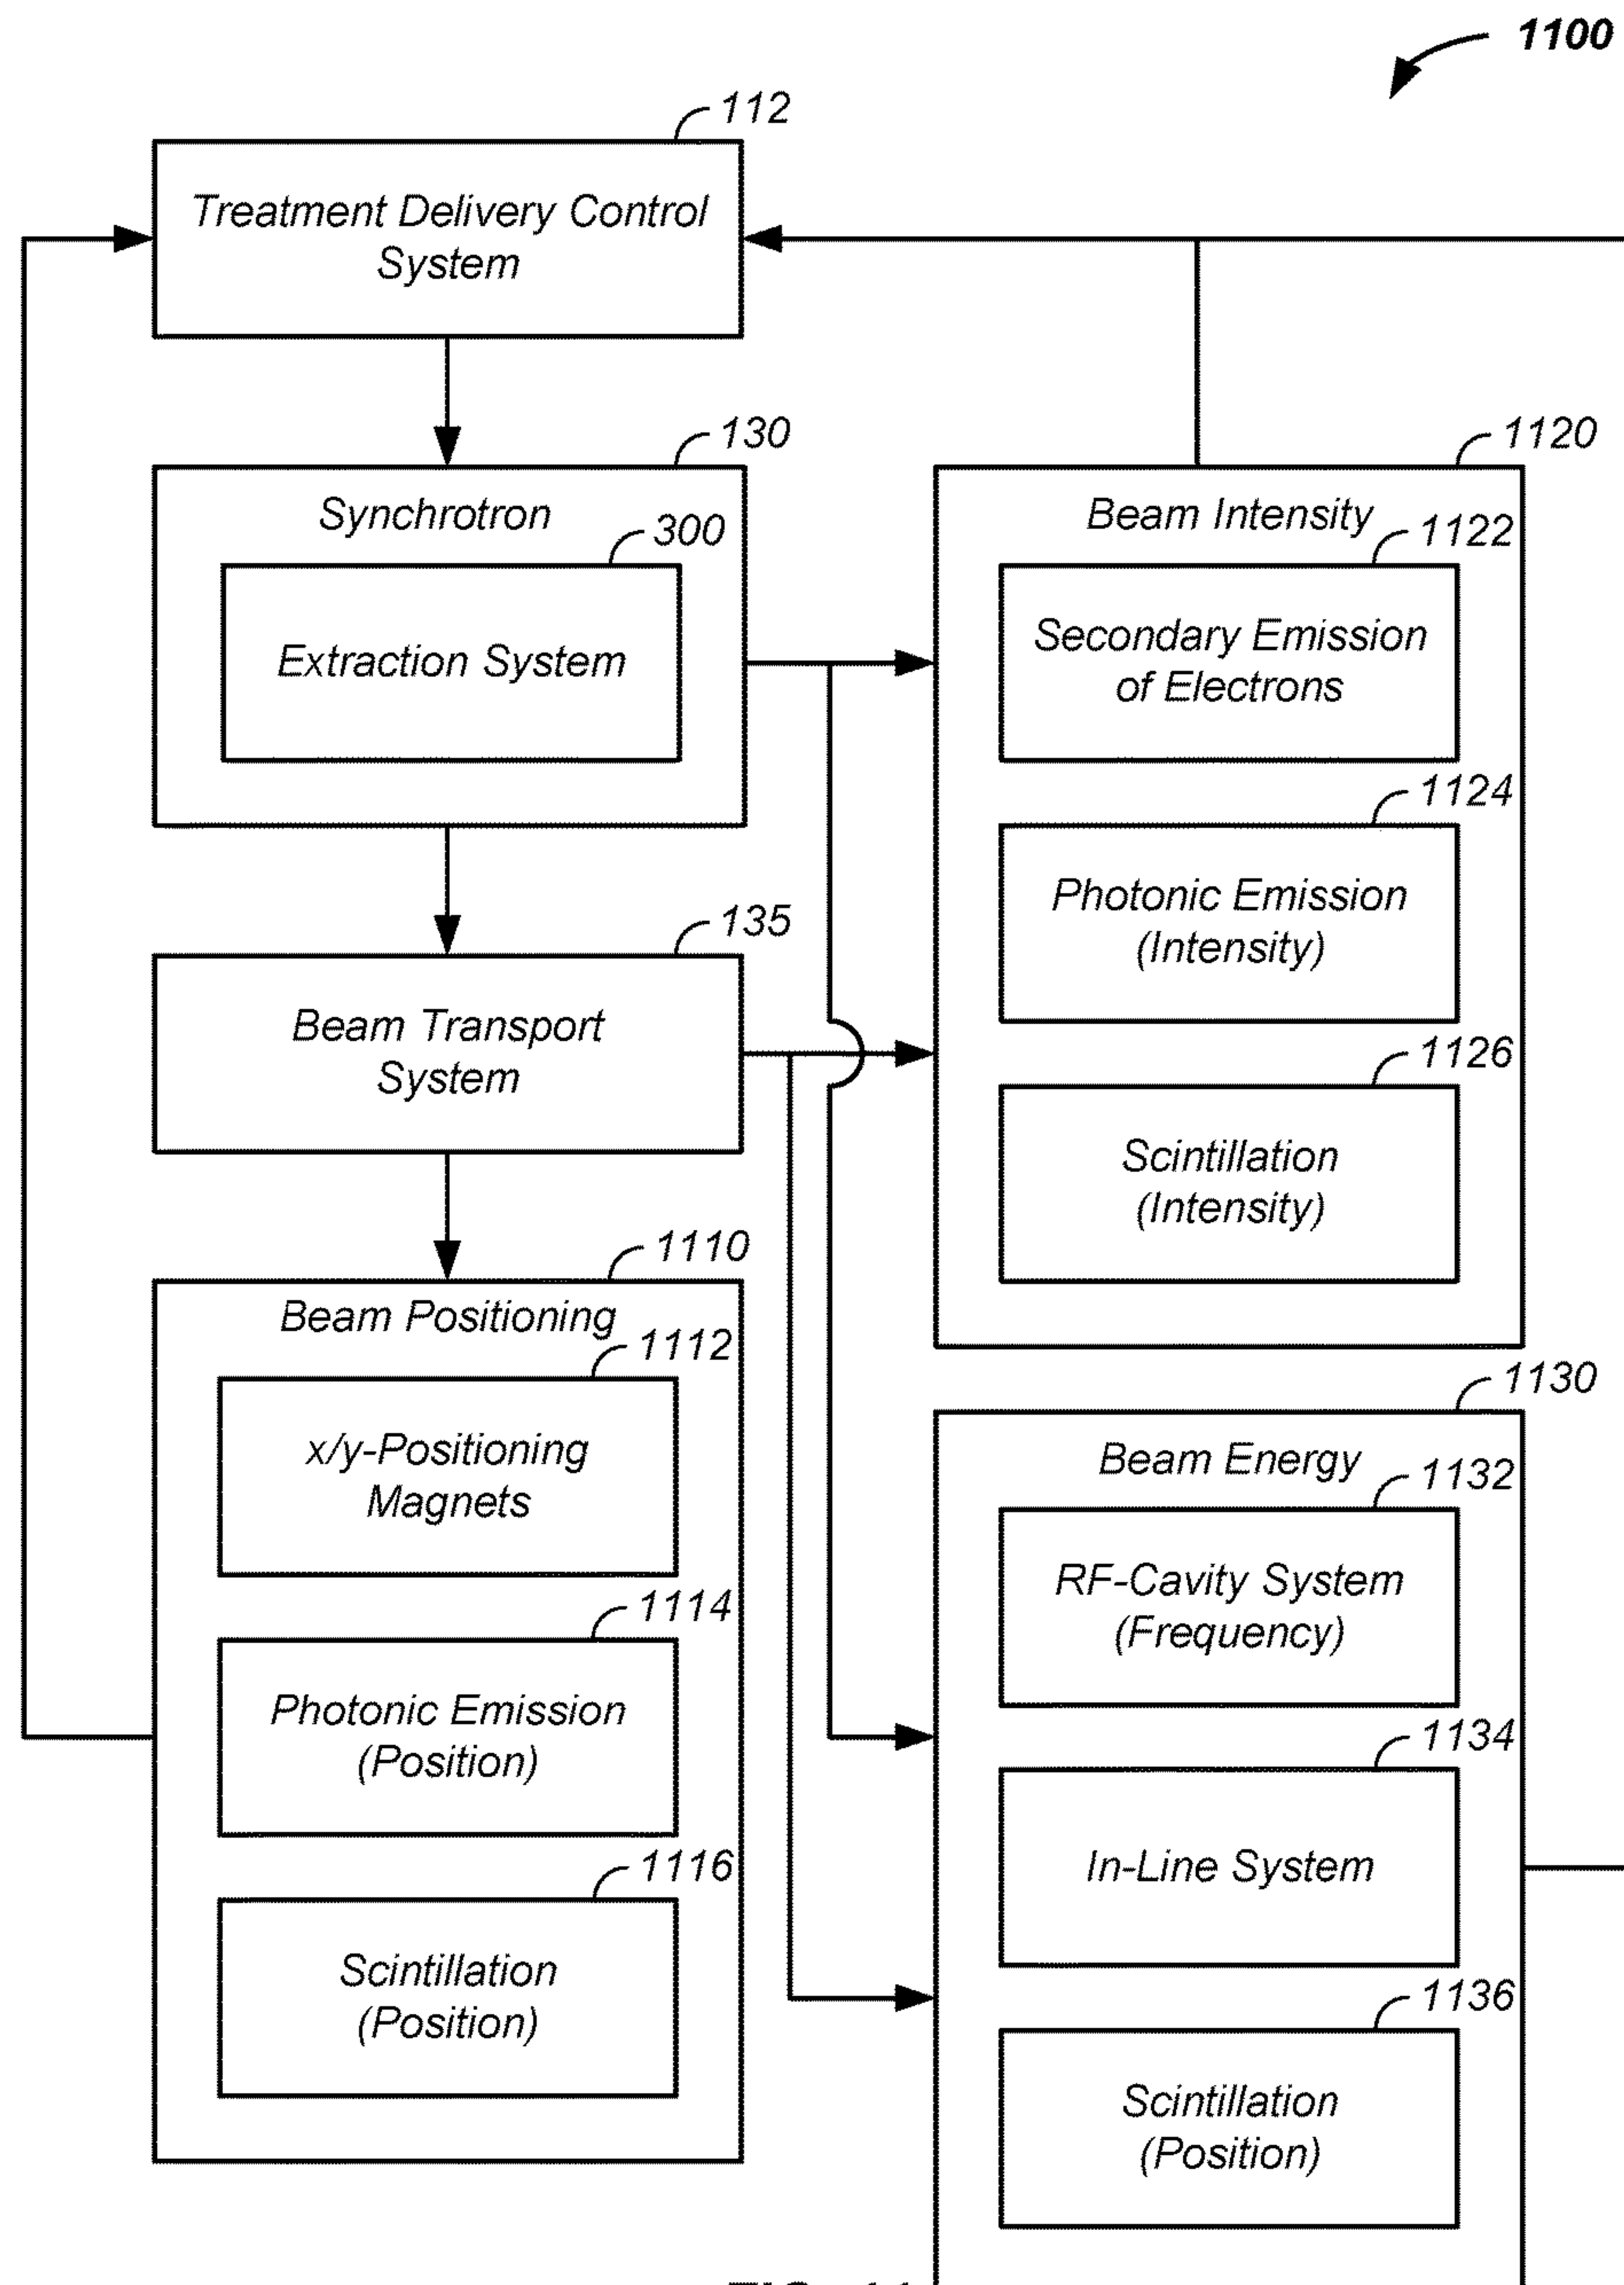 1100
112
Treatment Delivery Control
System
130
Synchrotron
300
Extraction System
135
Beam Transport
System
1110
Beam Positioning
1112
x/y-Positioning
Magnets
1114
Photonic Emission
(Position)
1116
Scintillation
(Position)
1120
Beam Intensity
1122
Secondary Emission
of Electrons
1124
Photonic Emission
(Intensity)
1126
Scintillation
(Intensity)
1130
Beam Energy
1132
RF-Cavity System
(Frequency)
1134
In-Line System
1136
Scintillation
(Position)